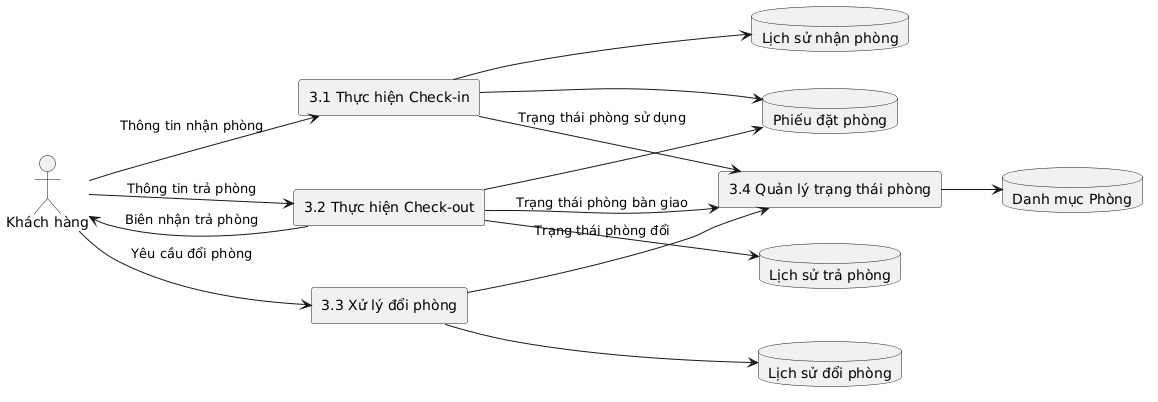 Lịch sử nhận phòng
3.1 Thực hiện Check-in
Phiếu đặt phòng
Thông tin nhận phòng
Trạng thái phòng sử dụng
Khách hàng
Thông tin trả phòng
3.2 Thực hiện Check-out
3.4 Quản lý trạng thái phòng
Danh mục Phòng
Biên nhận trả phòng
Trạng thái phòng bàn giao
Trạng thái phòng đổi
Yêu cầu đổi phòng
Lịch sử trả phòng
3.3 Xử lý đổi phòng
Lịch sử đổi phòng